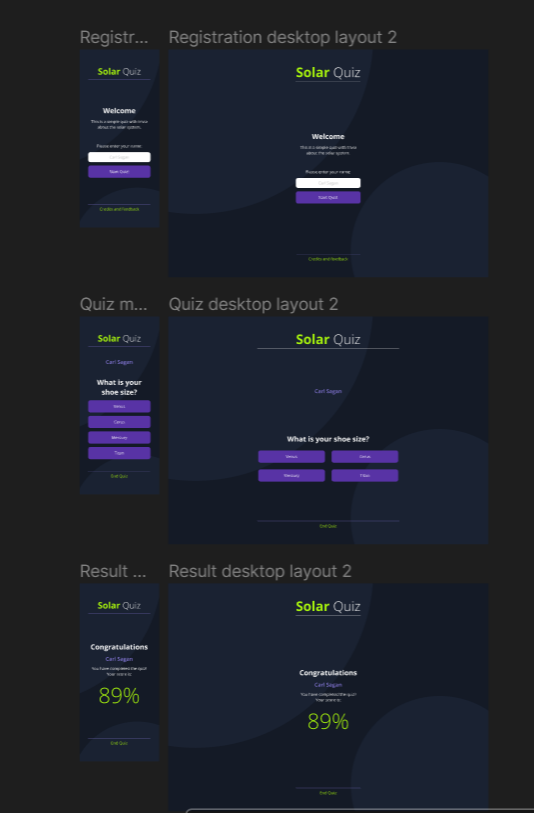 Registr...
Registration desktop layout 2
Solar Quiz
Welcome
This is a simple quiz with trivia
about the solar system.
Please enter your name:
Carl Sagan
Start Quiz!
Credits and feedback
Solar Quiz
Welcome
This is a simple quiz with trivia
about the solar system.
Please enter your name:
Carl Sagan
Start Quiz!
Credits and feedback
Quiz m...
Quiz desktop layout 2
Solar Quiz
Carl Sagan
What is your
shoe size?
Venus
Ceres
Mercury
Titan
End Quiz
Solar Quiz
Carl Sagan
What is your shoe size?
Venus
Ceres
Mercury
Titan
End Quiz
Result ...
Result desktop layout 2
Solar Quiz
Congratulations
Carl Sagan
You have completed the quiz!
Your score is:
89%
End Quiz
Solar Quiz
Congratulations
Carl Sagan
You have completed the quiz!
Your score is:
89%
End Quiz